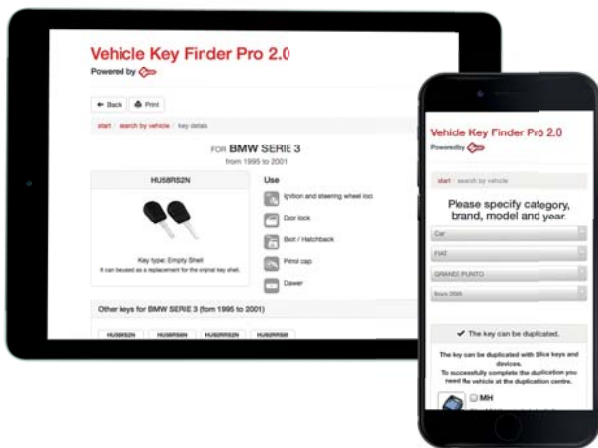 Vehicle Key Finder Pro 2.0
Powered by
Back Print
start / search by vehicle / key details
FOR BMW SERIE 3
from 1995 to 2001
HU58RS2N
Key type: Empty Shell
It can be used as a replacement for the original key shell.
Use
Ignition and steering wheel lock
Door lock
Boot / Hatchback
Petrol cap
Drawer
Other keys for BMW SERIE 3 (from 1995 to 2001)
Vehicle Key Finder Pro 2.0
Powered by
start / search by vehicle
Please specify category,
brand, model and year.
Car
FIAT
GRANDE PUNTO
from 2005
The key can be duplicated.
The key can be duplicated with Silca keys and
devices.
To successfully complete the duplication you
need the vehicle at the duplication centre.
MH